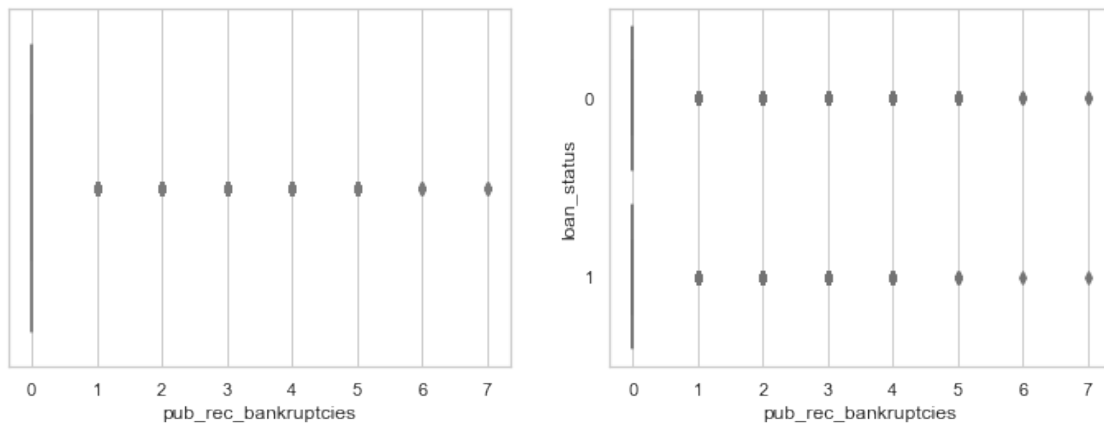 0 1 2 3 4 5 6 7
pub_rec_bankruptcies
loan_status
0
1
0 1 2 3 4 5 6 7
pub_rec_bankruptcies